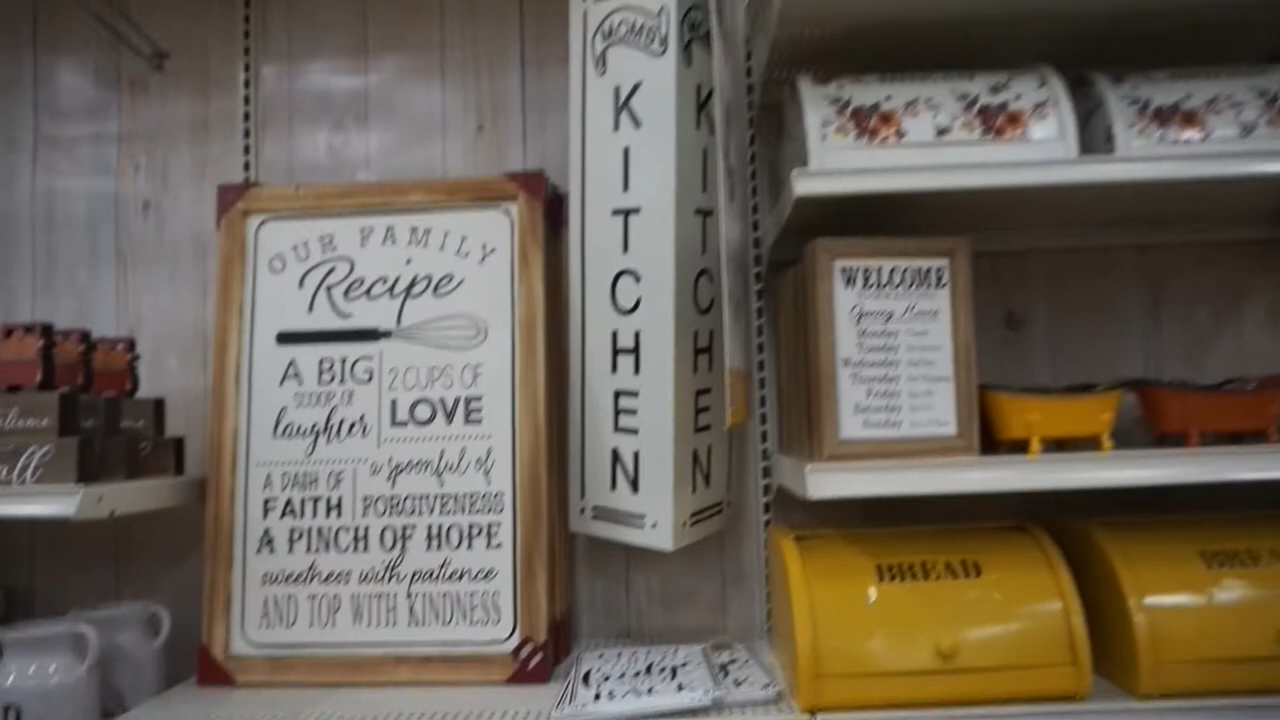 OUR FAMILY
Recipe
A BIG
SCOOP OF
laughter
2 CUPS OF
LOVE
A DASH OF
FAITH
a spoonful of
FORGIVENESS
A PINCH OF HOPE
sweetness with patience
AND TOP WITH KINDNESS
MOM'S
KITCHEN
KITCHEN
WELCOME
Monday
Tuesday
Wednesday
Thursday
Friday
Saturday
Sunday
BREAD
BREA